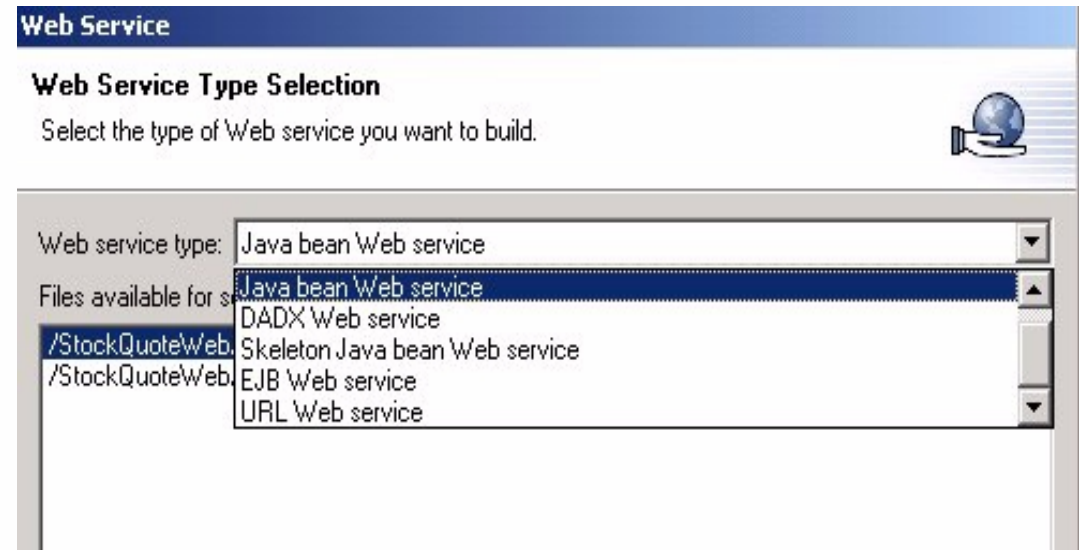 Web Service
Web Service Type Selection
Select the type of Web service you want to build.
Web service type: Java bean Web service
Files available for
Java bean Web service
DADX Web service
/StockQuoteWeb
Skeleton Java bean Web service
/StockQuoteWeb
EJB Web service
URL Web service